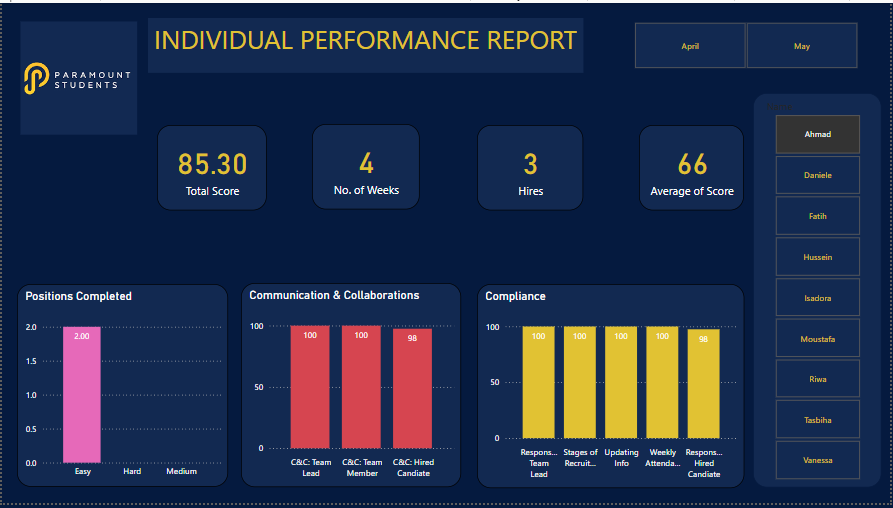 INDIVIDUAL PERFORMANCE REPORT
April
May
PARAMOUNT
STUDENTS
85.30
Total Score
4
No. of Weeks
3
Hires
66
Average of Score
Ahmad
Daniele
Fatih
Hussein
Isadora
Moustafa
Riwa
Tasbiha
Vanessa
Positions Completed
2.0
1.5
1.0
0.5
0.0
2.00
Easy
Hard
Medium
Communication & Collaborations
100
50
0
100
100
98
C&C: Team
Lead
C&C: Team
Member
C&C: Hired
Candiate
Compliance
100
50
0
100
100
100
100
98
Respons...
Team
Lead
Stages of
Recruit...
Updating
Info
Weekly
Attenda...
Respons...
Hired
Candiate